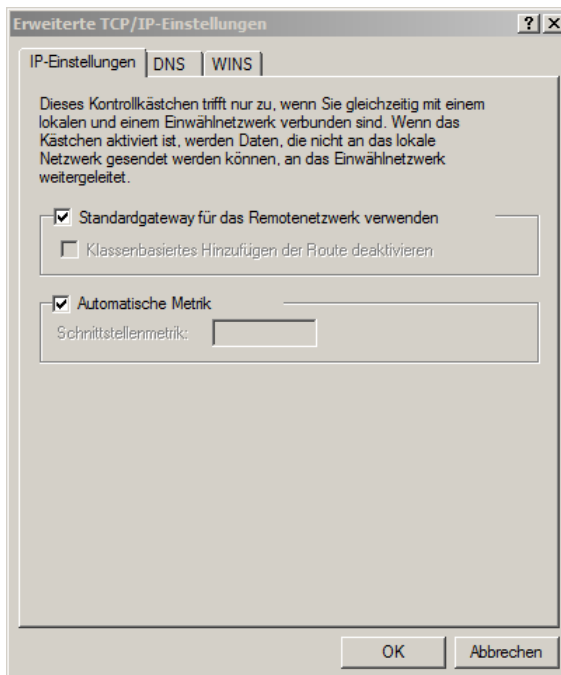 Erweiterte TCP/IP-Einstellungen
IP-Einstellungen DNS WINS
Dieses Kontrollkästchen trifft nur zu, wenn Sie gleichzeitig mit einem
lokalen und einem Einwählnetzwerk verbunden sind. Wenn das
Kästchen aktiviert ist, werden Daten, die nicht an das lokale
Netzwerk gesendet werden können, an das Einwählnetzwerk
weitergeleitet.
Standardgateway für das Remotenetzwerk verwenden
Klassenbasiertes Hinzufügen der Route deaktivieren
Automatische Metrik
Schnittstellenmetrik:
OK Abbrechen